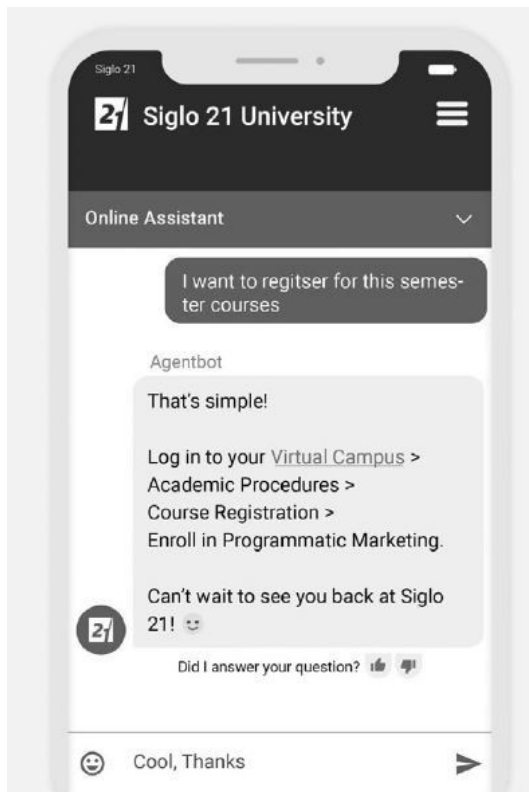 Siglo 21
21 Siglo 21 University
Online Assistant
I want to regitser for this semes-
ter courses
Agentbot
That's simple!
Log in to your Virtual Campus >
Academic Procedures >
Course Registration >
Enroll in Programmatic Marketing.
Can't wait to see you back at Siglo
21!
21
Did I answer your question?
Cool, Thanks